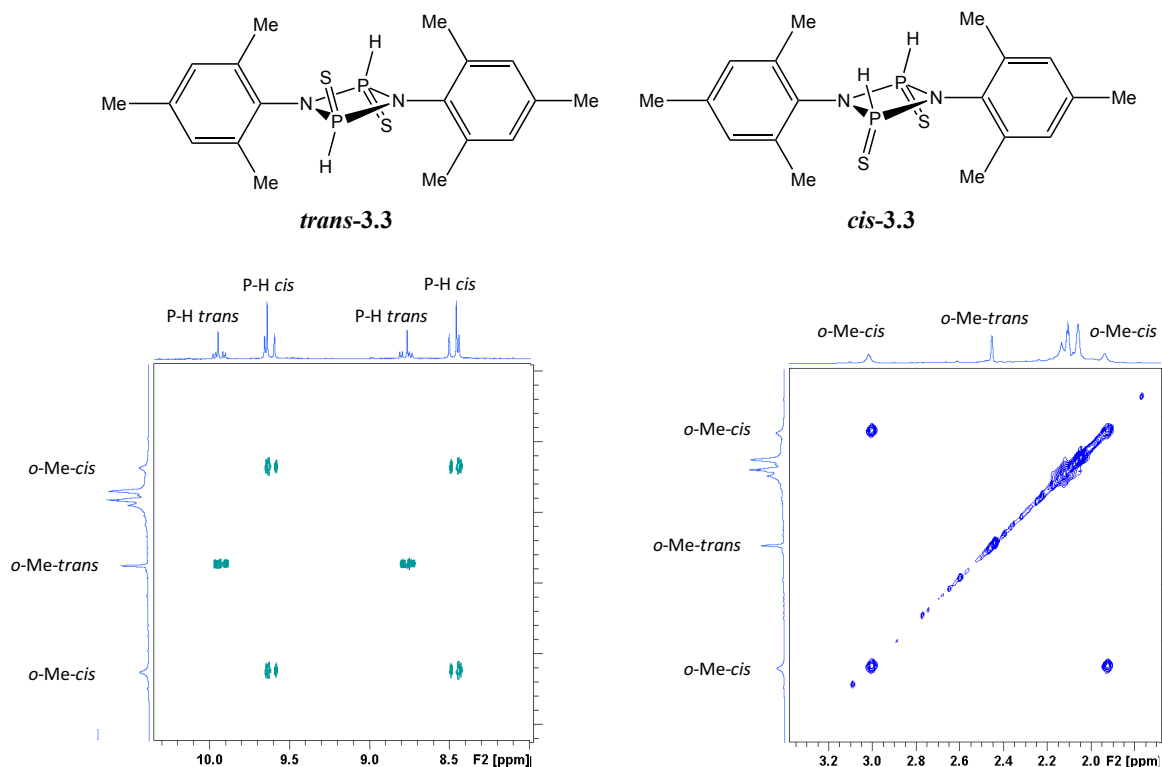 Me
Me
H
S
P
Me
N
N
Me
P
S
H
Me
Me
trans-3.3
Me
Me
H
H
P
Me
N
N
Me
P
S
S
Me
Me
cis-3.3
P-H cis
P-H cis
P-H trans
P-H trans
o-Me-cis
o-Me-trans
o-Me-cis
10.0 9.5 9.0 8.5 F2 [ppm]
o-Me-trans
o-Me-cis
o-Me-cis
o-Me-cis
o-Me-trans
o-Me-cis
3.2 3.0 2.8 2.6 2.4 2.2 2.0 F2 [ppm]